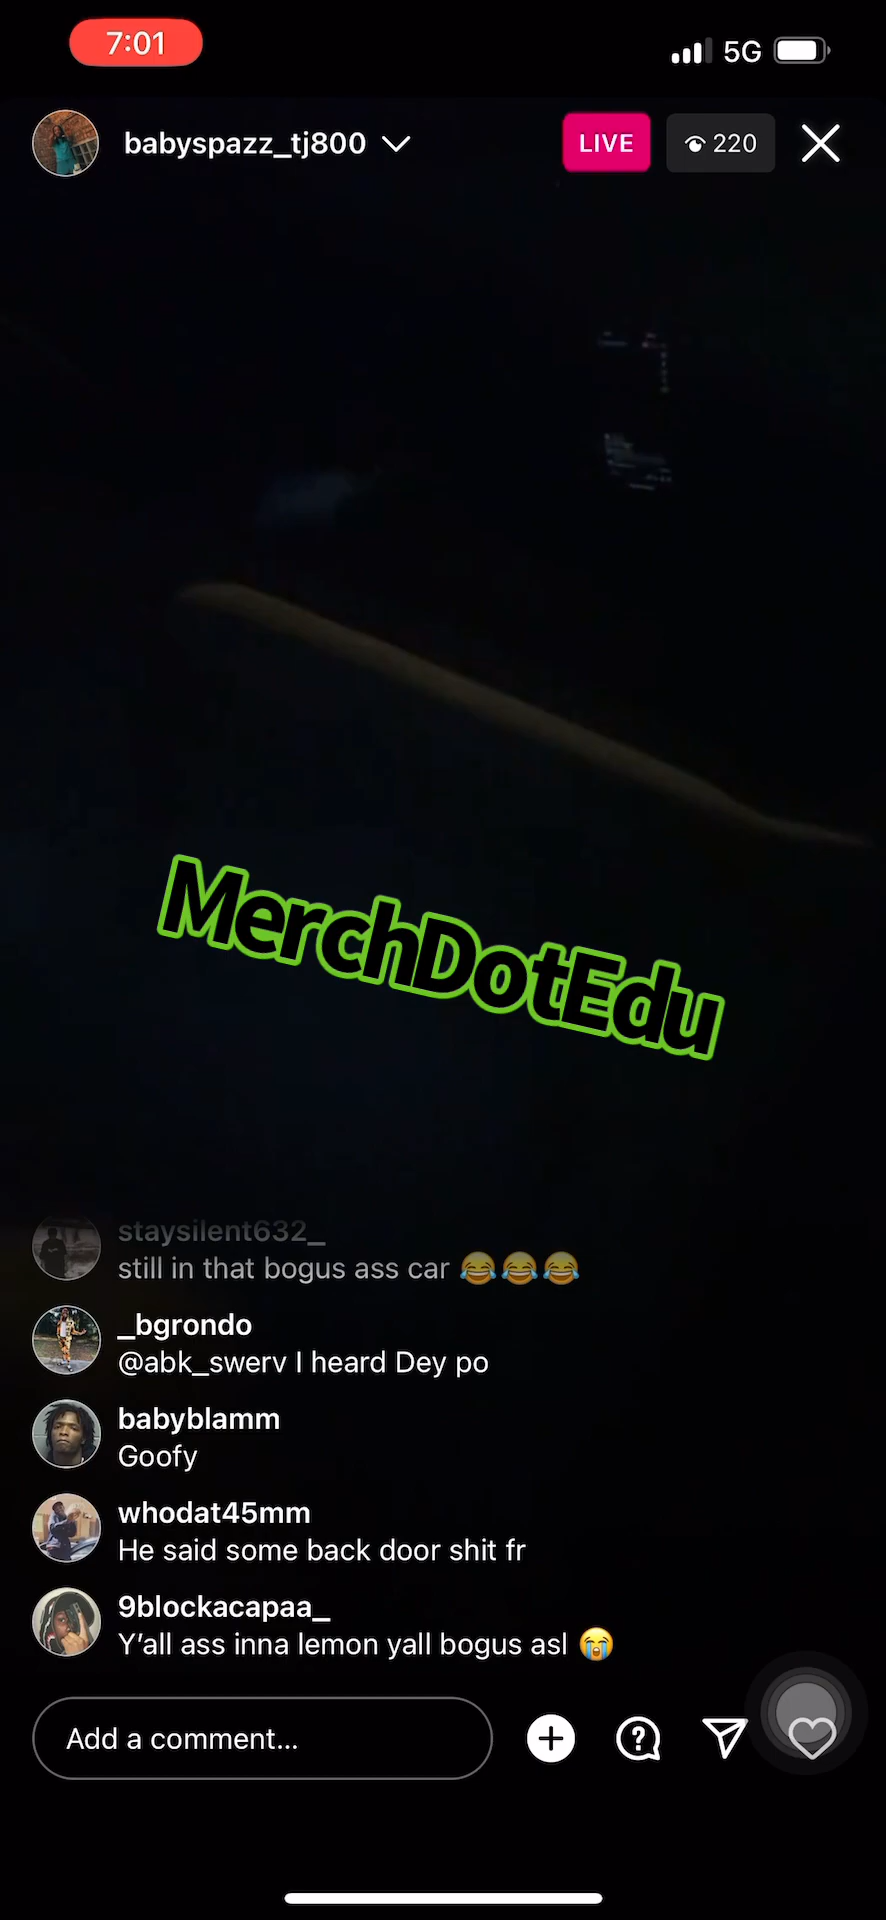 7:01
5G
babyspazz_tj800
LIVE
220
MerchDotEdu
staysilent632_
still in that bogus ass car 😂😂😂
_bgrondo
@abk_swerv I heard Dey po
babyblamm
Goofy
whodat45mm
He said some back door shit fr
9blockacapaa_
Y'all ass inna lemon yall bogus asl 😭
Add a comment...